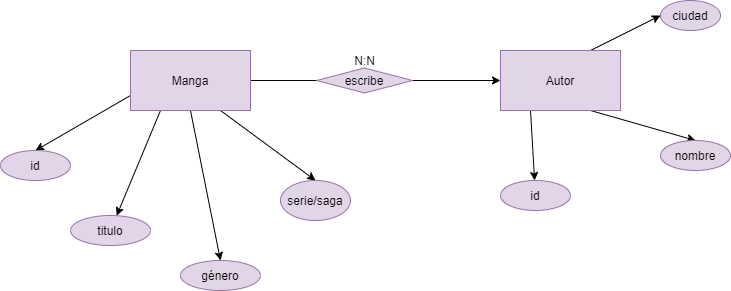 ciudad
N:N
Manga
escribe
Autor
id
nombre
serie/saga
id
titulo
género